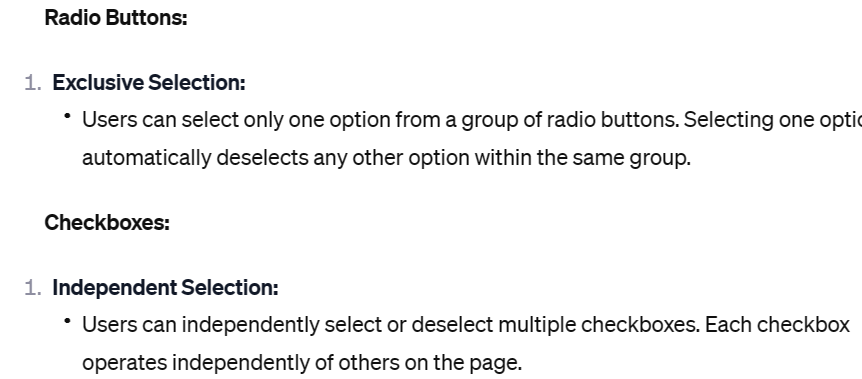 Radio Buttons:
1. Exclusive Selection:
• Users can select only one option from a group of radio buttons. Selecting one optic
automatically deselects any other option within the same group.
Checkboxes:
1. Independent Selection:
• Users can independently select or deselect multiple checkboxes. Each checkbox
operates independently of others on the page.